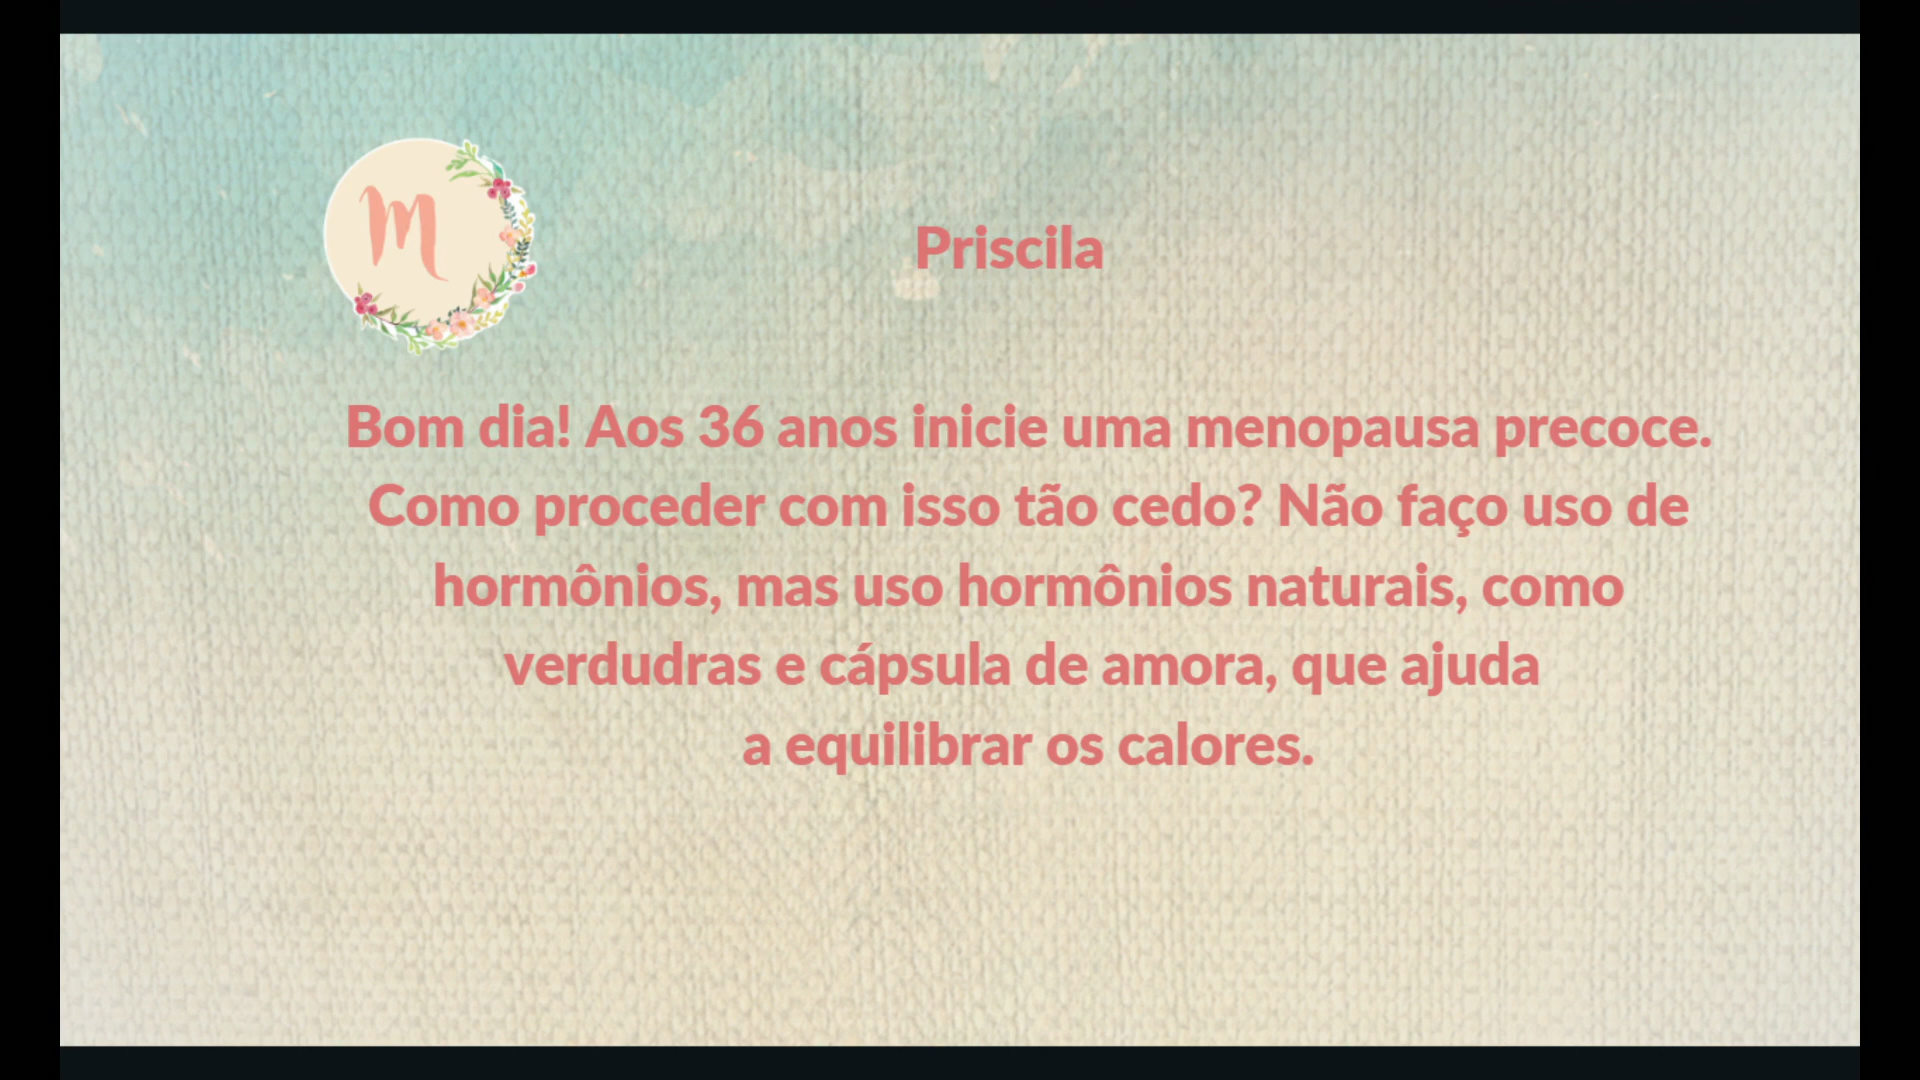 M
Priscila
Bom dia! Aos 36 anos inicie uma menopausa precoce.
Como proceder com isso tão cedo? Não faço uso de
hormônios, mas uso hormônios naturais, como
verdudras e cápsula de amora, que ajuda
a equilibrar os calores.